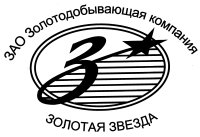 ЗАО Золотодобывающая компания
З
ЗОЛОТАЯ ЗВЕЗДА